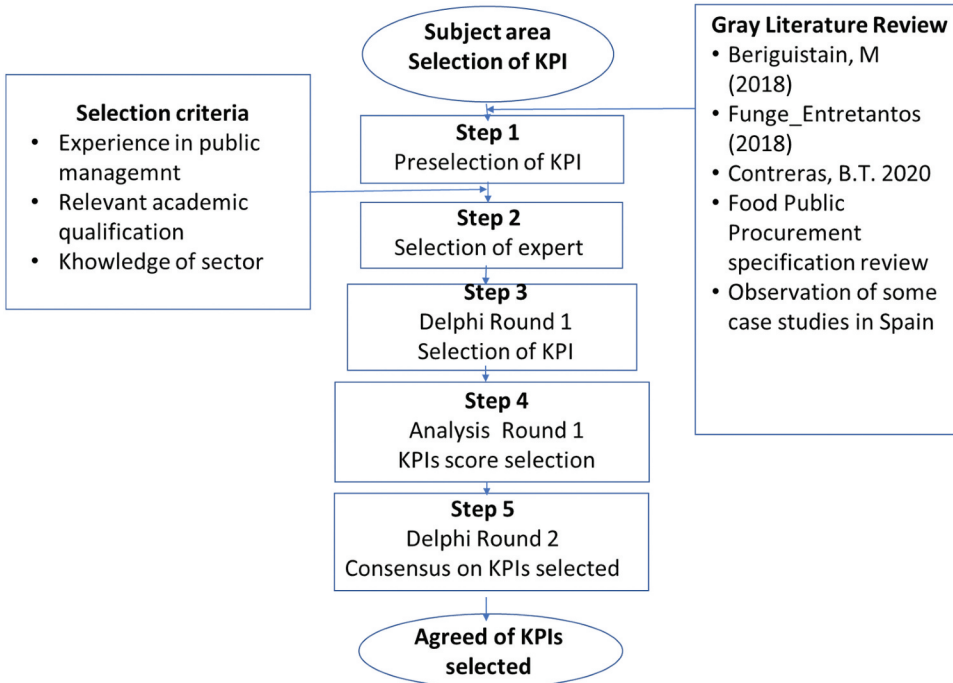 Subject area
Selection of KPI
Gray Literature Review
• Beriguistain, M
(2018)
• Funge_Entretantos
(2018)
• Contreras, B.T. 2020
• Food Public
Procurement
specification review
• Observation of some
case studies in Spain
Selection criteria
• Experience in public
managemnt
• Relevant academic
qualification
• Khowledge of sector
Step 1
Preselection of KPI
Step 2
Selection of expert
Step 3
Delphi Round 1
Selection of KPI
Step 4
Analysis Round 1
KPIs score selection
Step 5
Delphi Round 2
Consensus on KPIs selected
Agreed of KPIs
selected